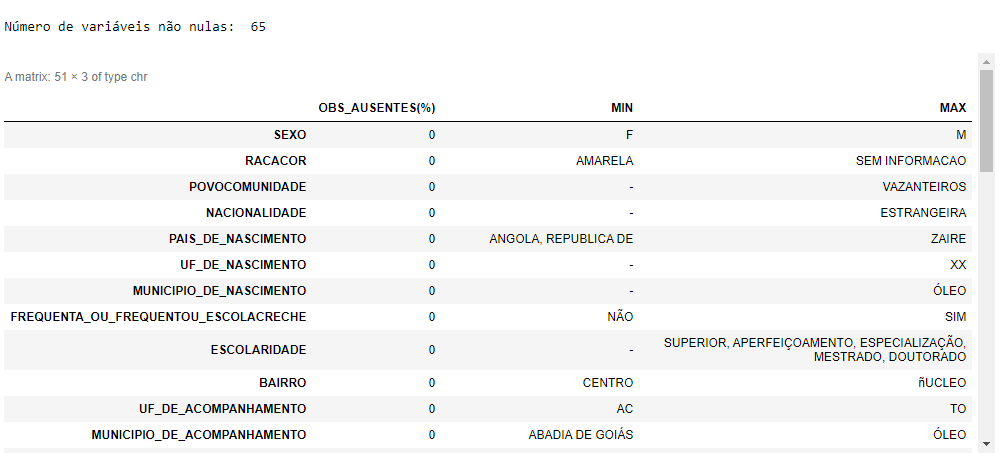 Número de variáveis não nulas:  65
A matrix: 51 × 3 of type chr
OBS_AUSENTES(%) MIN MAX
SEXO 0 F M
RACACOR 0 AMARELA SEM INFORMACAO
POVOCOMUNIDADE 0 - VAZANTEIROS
NACIONALIDADE 0 - ESTRANGEIRA
PAIS_DE_NASCIMENTO 0 ANGOLA, REPUBLICA DE ZAIRE
UF_DE_NASCIMENTO 0 - XX
MUNICIPIO_DE_NASCIMENTO 0 - ÓLEO
FREQUENTA_OU_FREQUENTOU_ESCOLACRECHE 0 NÃO SIM
ESCOLARIDADE 0 - SUPERIOR, APERFEIÇOAMENTO, ESPECIALIZAÇÃO,
MESTRADO, DOUTORADO
BAIRRO 0 CENTRO ñUCLEO
UF_DE_ACOMPANHAMENTO 0 AC TO
MUNICIPIO_DE_ACOMPANHAMENTO 0 ABADIA DE GOIÁS ÓLEO